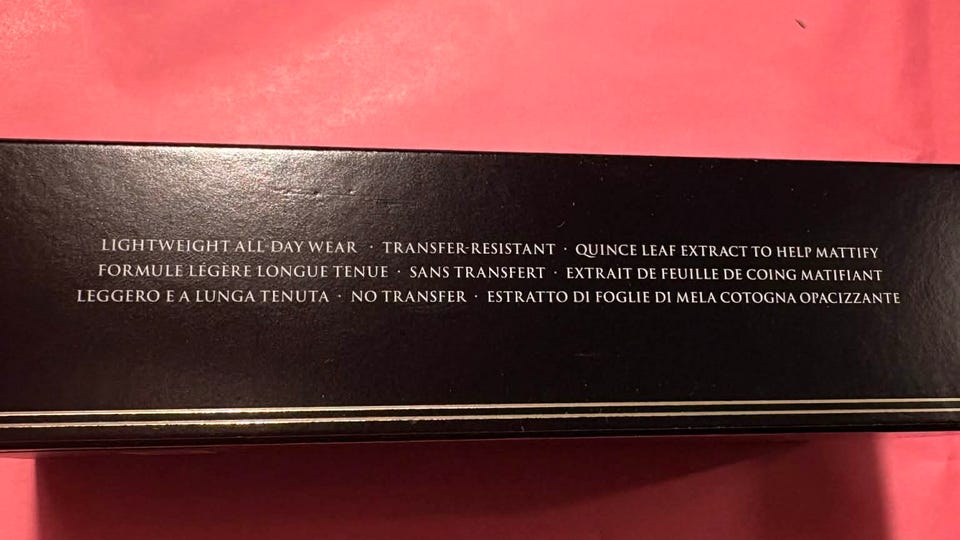 LIGHTWEIGHT ALL DAY WEAR · TRANSFER-RESISTANT · QUINCE LEAF EXTRACT TO HELP MATTIFY
FORMULE LÉGÈRE LONGUE TENUE · SANS TRANSFERT · EXTRAIT DE FEUILLE DE COING MATIFIANT
LEGGERO E A LUNGA TENUTA · NO TRANSFER · ESTRATTO DI FOGLIE DI MELA COTOGNA OPACIZZANTE